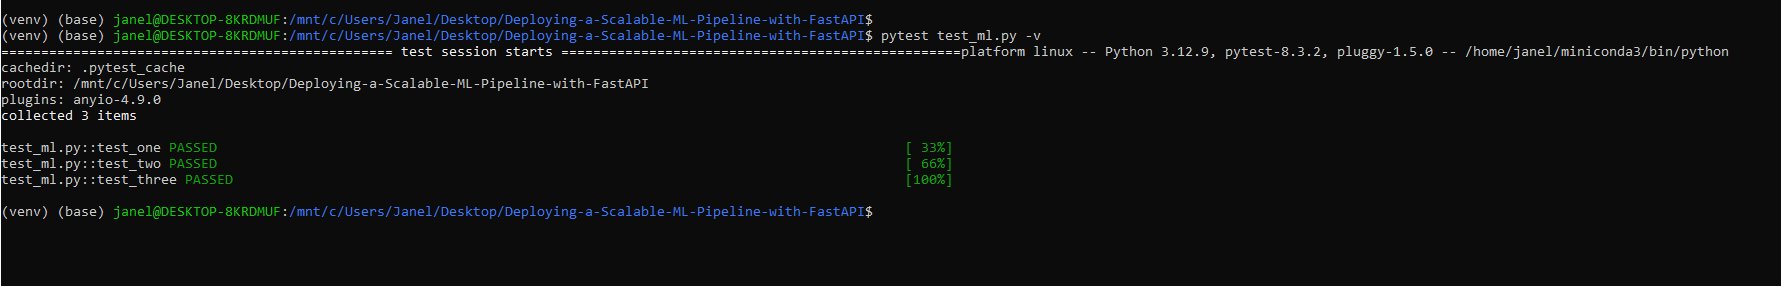 (venv) (base) janel@DESKTOP-8KRDMUF:/mnt/c/Users/Janel/Desktop/Deploying-a-Scalable-ML-Pipeline-with-FastAPI$
(venv) (base) janel@DESKTOP-8KRDMUF:/mnt/c/Users/Janel/Desktop/Deploying-a-Scalable-ML-Pipeline-with-FastAPI$ pytest test_ml.py -v
================================================= test session starts ==================================================platform linux -- Python 3.12.9, pytest-8.3.2, pluggy-1.5.0 -- /home/janel/miniconda3/bin/python
cachedir: .pytest_cache
rootdir: /mnt/c/Users/Janel/Desktop/Deploying-a-Scalable-ML-Pipeline-with-FastAPI
plugins: anyio-4.9.0
collected 3 items
test_ml.py::test_one PASSED [ 33%]
test_ml.py::test_two PASSED [ 66%]
test_ml.py::test_three PASSED [100%]
(venv) (base) janel@DESKTOP-8KRDMUF:/mnt/c/Users/Janel/Desktop/Deploying-a-Scalable-ML-Pipeline-with-FastAPI$